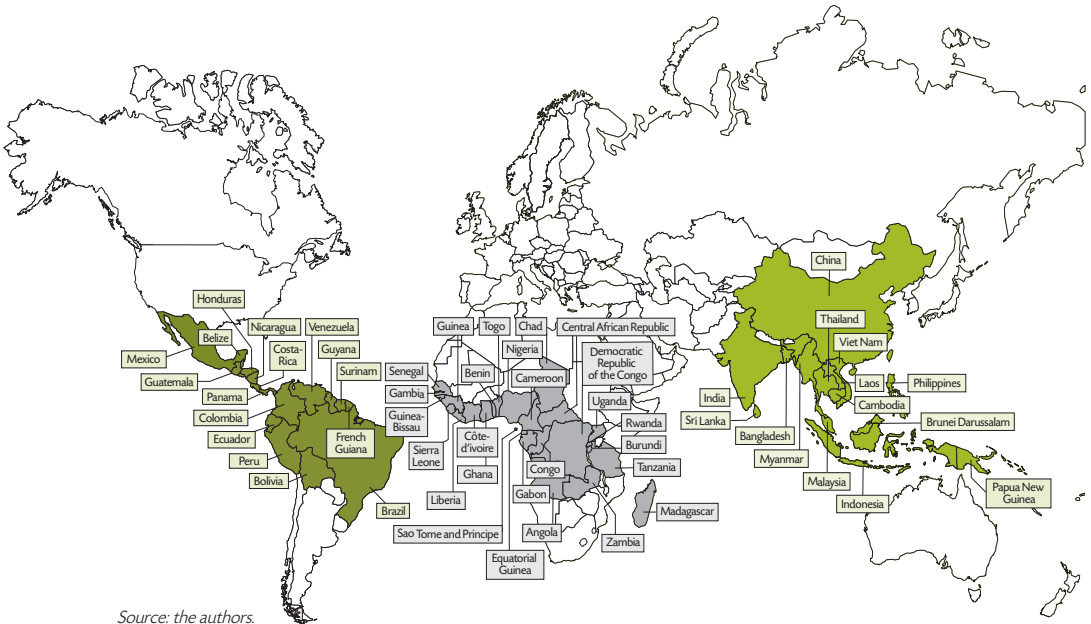 Honduras
Nicaragua
Venezuela
Belize
Costa-
Rica
Guyana
Mexico
Surinam
Guatemala
Panama
Colombia
Ecuador
French
Guiana
Peru
Bolivia
Brazil
Guinea
Togo
Chad
Central African Republic
Nigeria
Democratic
Republic
of the Congo
Senegal
Benin
Cameroon
Gambia
Uganda
Guinea-
Bissau
Rwanda
Sierra
Leone
Côte-
d'ivoire
Burundi
Ghana
Congo
Tanzania
Liberia
Gabon
Madagascar
Sao Tome and Principe
Angola
Zambia
Equatorial
Guinea
China
Thailand
Viet Nam
Laos
Philippines
India
Cambodia
Sri Lanka
Brunei Darussalam
Bangladesh
Myanmar
Malaysia
Indonesia
Papua New
Guinea
Source: the authors.